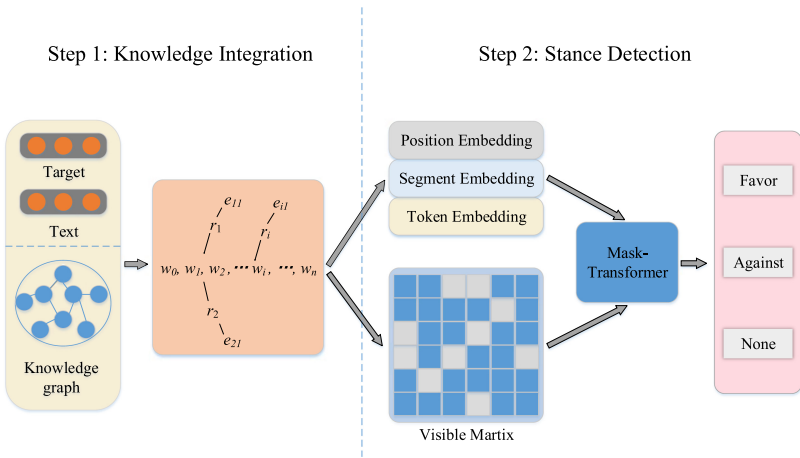 Step 1: Knowledge Integration
Step 2: Stance Detection
Target
Text
Knowledge
graph
e11
ei1
r1
ri
w0, w1, w2, ··· wi, ···, wn
r2
e21
Position Embedding
Segment Embedding
Token Embedding
Visible Martix
Mask-
Transformer
Favor
Against
None